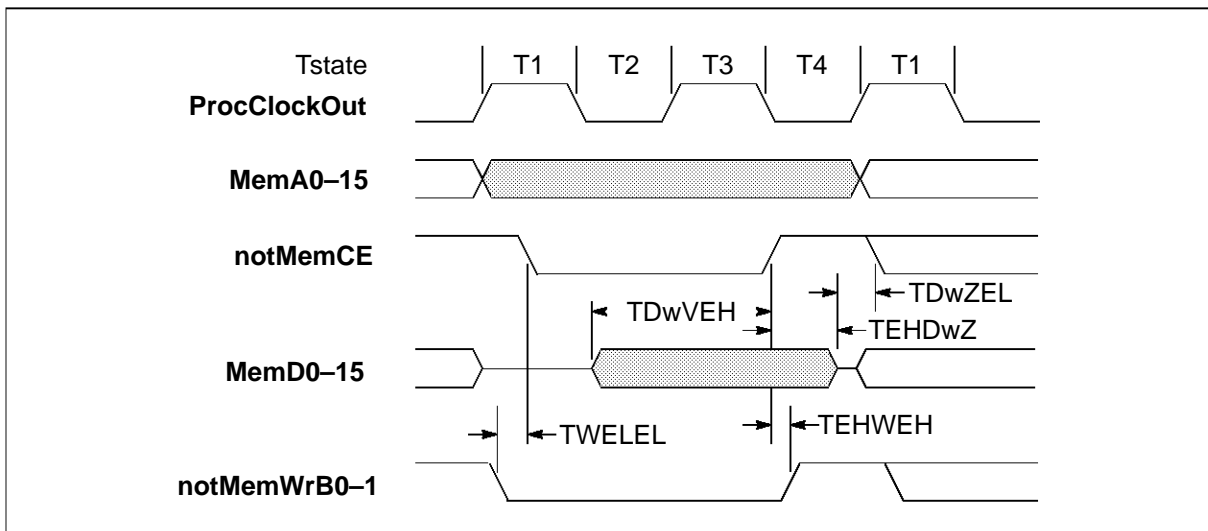 Tstate T1 T2 T3 T4 T1
ProcClockOut
MemA0–15
notMemCE
TDwZEL
TDwVEH
TEHDwZ
MemD0–15
TWELEL
TEHWEH
notMemWrB0–1